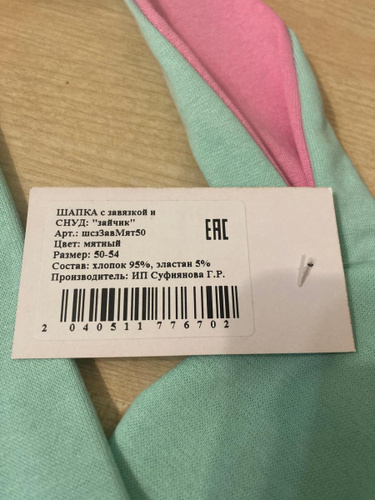 ШАПКА с завязкой и
СНУД: "зайчик"
Арт.: шсзЗавМят50
Цвет: мятный
Размер: 50-54
Состав: хлопок 95%, эластан 5%
Производитель: ИП Суфиянова Г.Р.
EAC
2 040511 776702